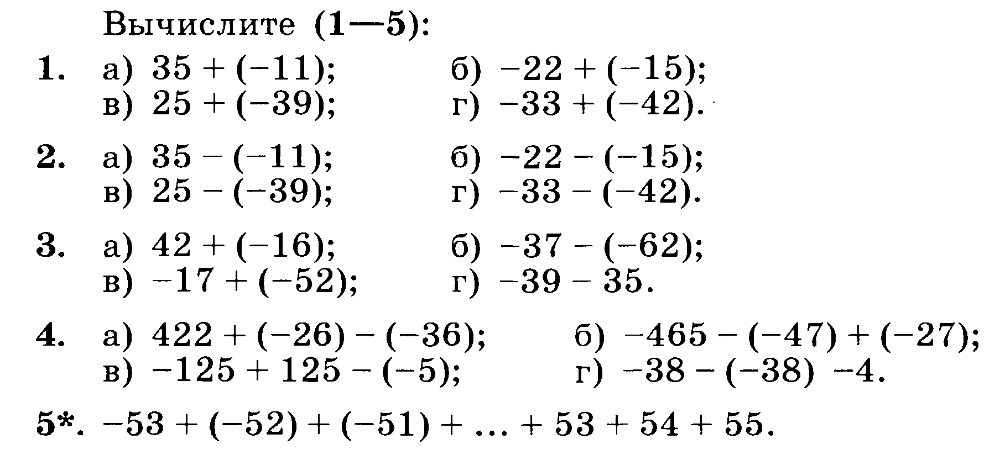 Вычислите (1—5):
1. а) 35 + (−11); б) −22 + (−15);
в) 25 + (−39); г) −33 + (−42).
2. а) 35 − (−11); б) −22 − (−15);
в) 25 − (−39); г) −33 − (−42).
3. а) 42 + (−16); б) −37 − (−62);
в) −17 + (−52); г) −39 − 35.
4. а) 422 + (−26) − (−36); б) −465 − (−47) + (−27);
в) −125 + 125 − (−5); г) −38 − (−38) −4.
5*. −53 + (−52) + (−51) + ... + 53 + 54 + 55.